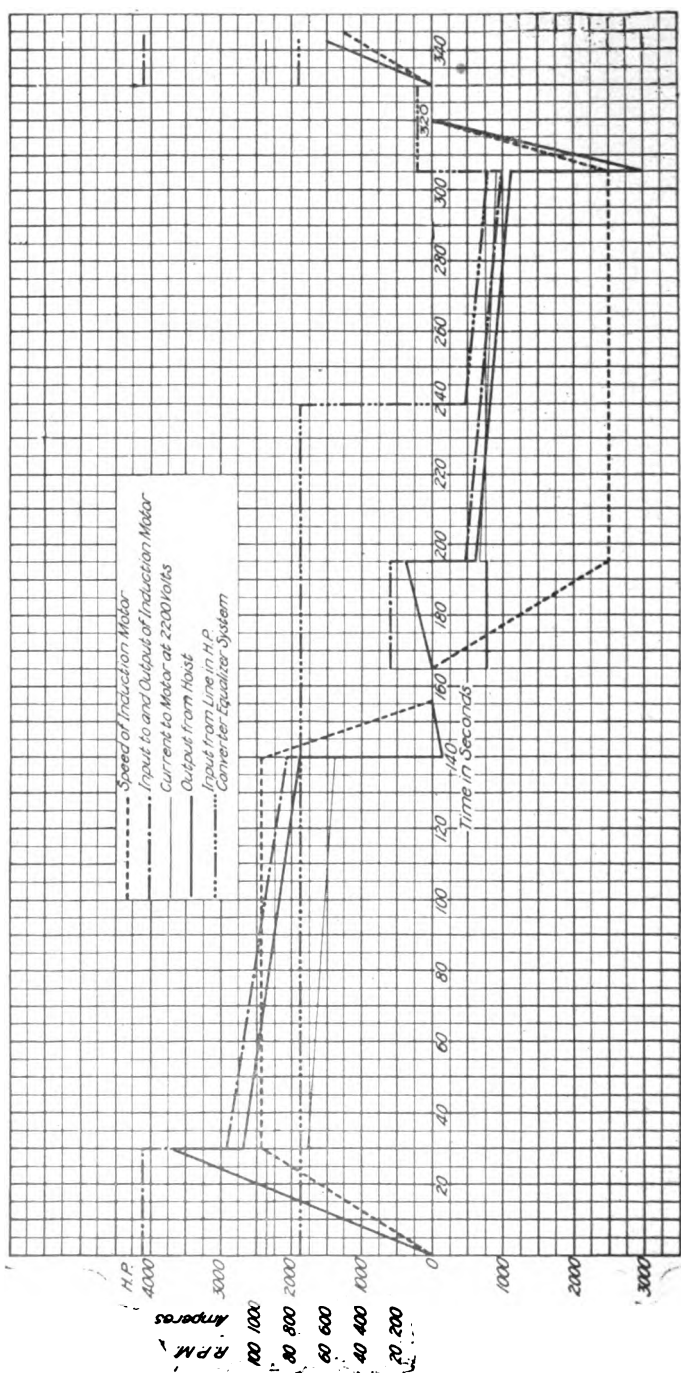 Speed of Induction Motor
Input to and Output of Induction Motor
Current to Motor at 2200 Volts
Output from Hoist
Input from Line in H.P.
Converter Equalizer System
R.P.M. Amperes H.P.
4000
3000
100 1000 2000
80 800 1000
60 600 0
40 400 1000
20 200 2000
3000
20 40 60 80 100 120 140 160 180 200 220 240 260 280 300 320 340
Time in Seconds